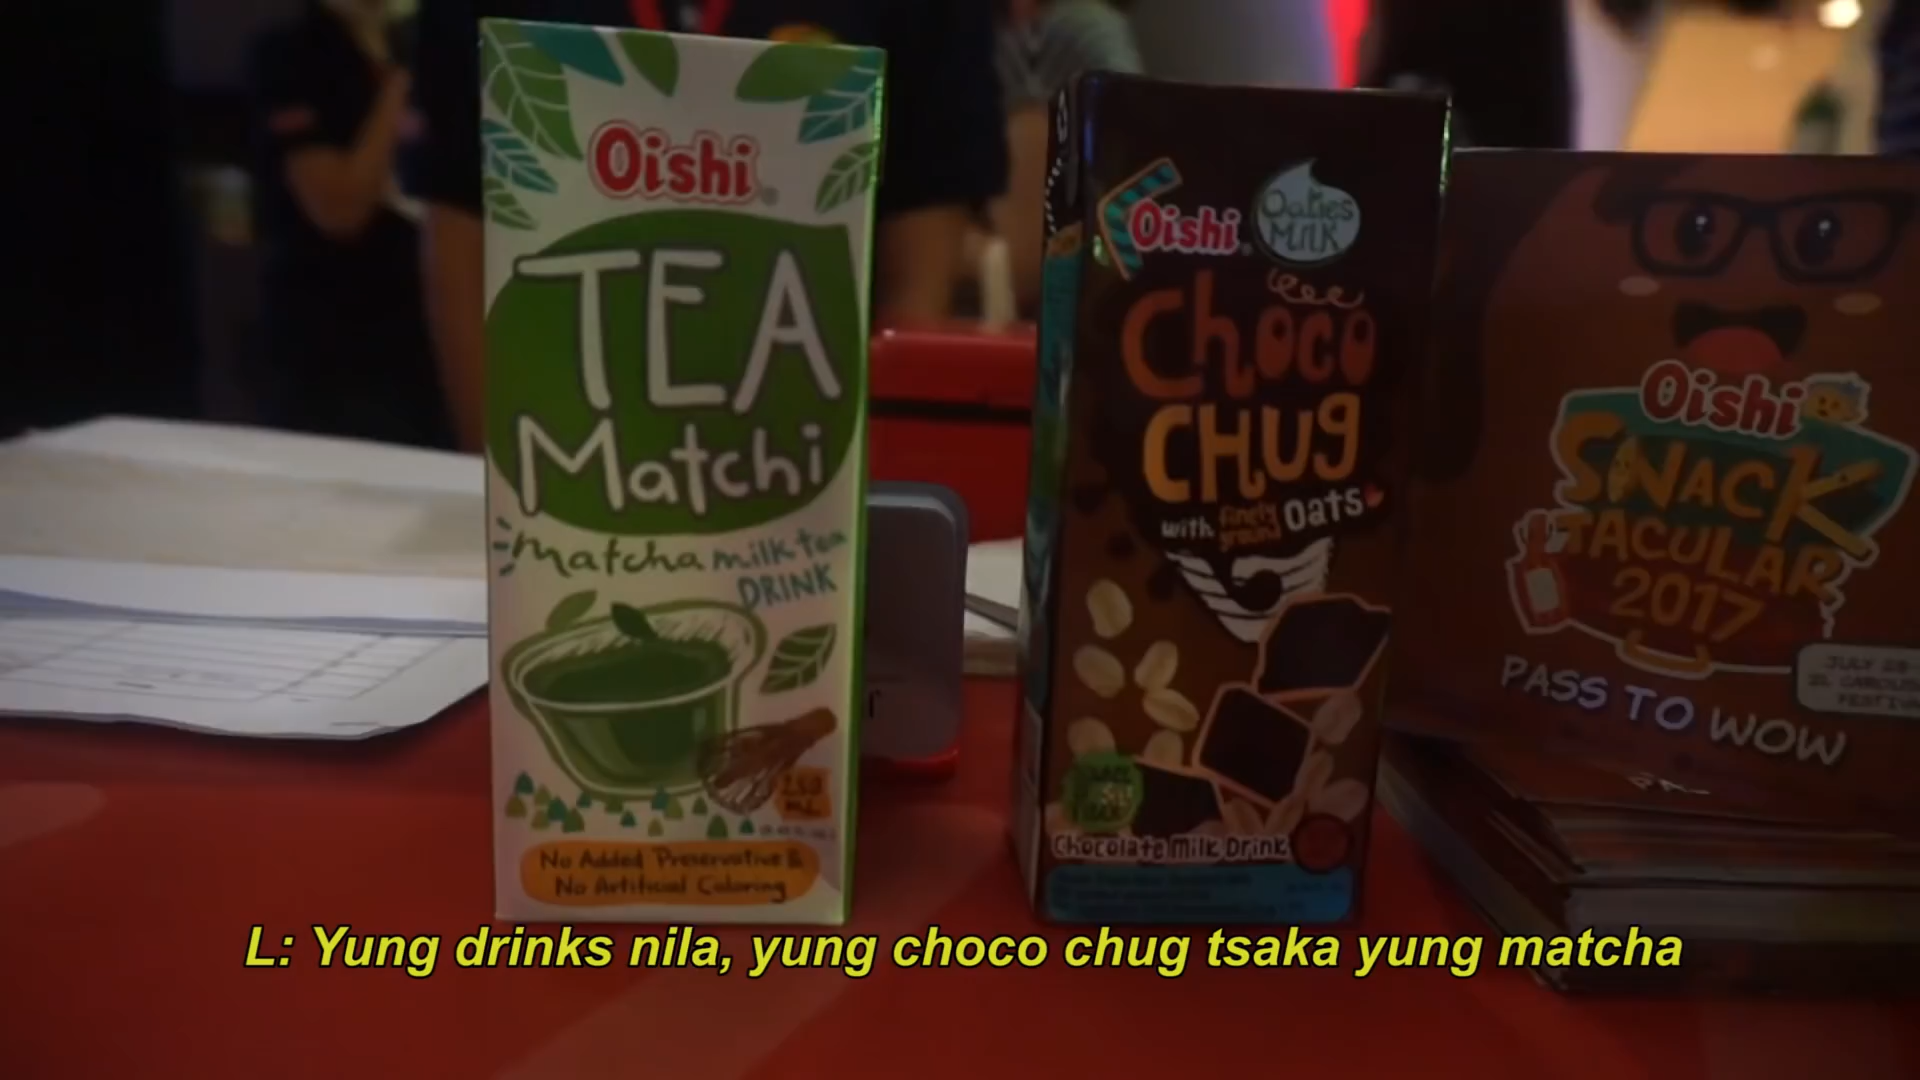 Oishi
TEA
Matchi
matcha milk tea
DRINK
250
mL
No Added Preservative &
No Artificial Coloring
Oishi
Oaties
Milk
Choco
CHUg
with finely ground Oats
Chocolate Milk Drink
Oishi
SNACK
TACULAR
2017
PASS TO WOW
L: Yung drinks nila, yung choco chug tsaka yung matcha